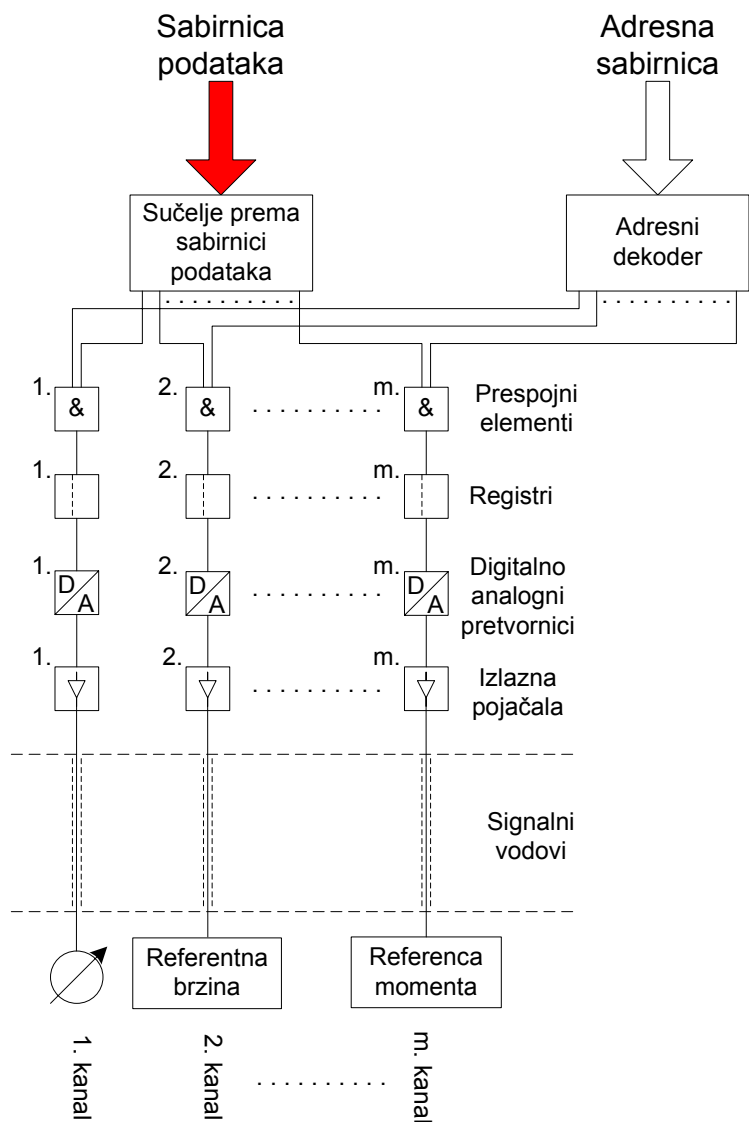 Sabirnica
podataka
Adresna
sabirnica
Sučelje prema
sabirnici
podataka
Adresni
dekoder
1.
&
2.
&
m.
&
Prespojni
elementi
1.
2.
m.
Registri
1.
D
A
2.
D
A
m.
D
A
Digitalno
analogni
pretvornici
1.
2.
m.
Izlazna
pojačala
Signalni
vodovi
Referentna
brzina
Referenca
momenta
1. kanal
2. kanal
m. kanal